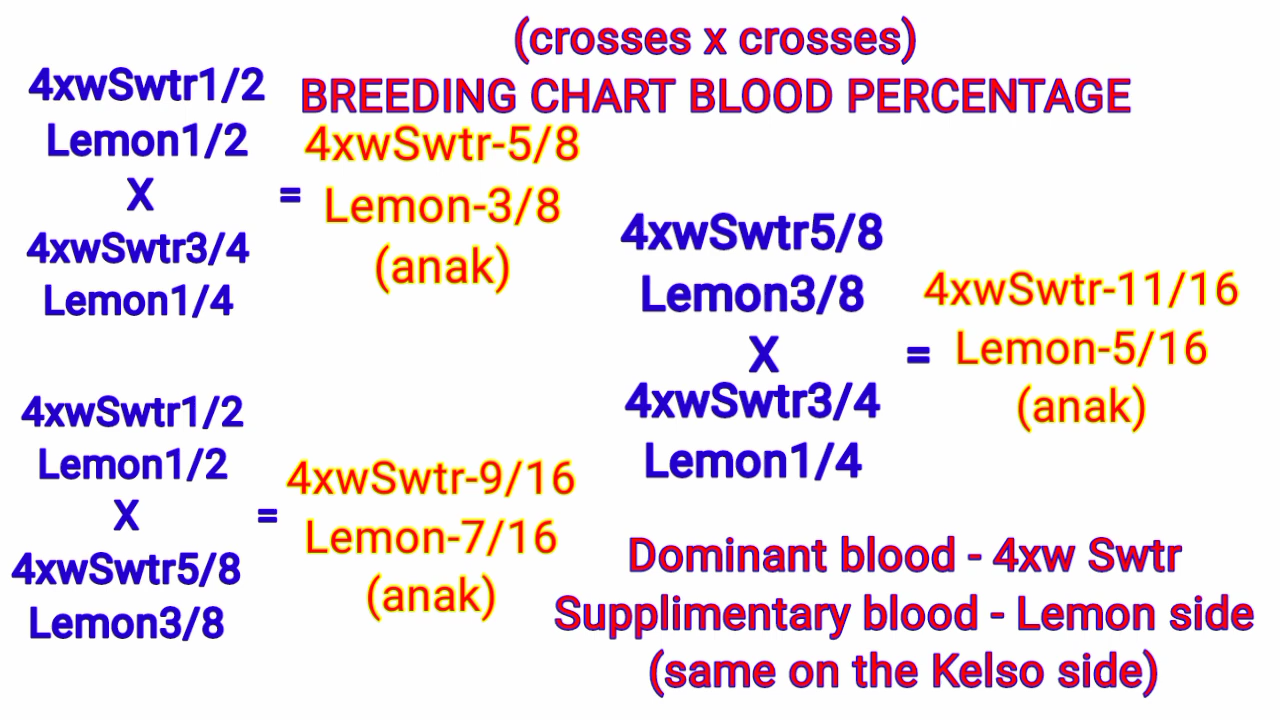 (crosses x crosses)
BREEDING CHART BLOOD PERCENTAGE
4xwSwtr1/2
Lemon1/2
X
4xwSwtr3/4
Lemon1/4
=
4xwSwtr-5/8
Lemon-3/8
(anak)
4xwSwtr1/2
Lemon1/2
X
4xwSwtr5/8
Lemon3/8
=
4xwSwtr-9/16
Lemon-7/16
(anak)
4xwSwtr5/8
Lemon3/8
X
4xwSwtr3/4
Lemon1/4
=
4xwSwtr-11/16
Lemon-5/16
(anak)
Dominant blood - 4xw Swtr
Supplimentary blood - Lemon side
(same on the Kelso side)